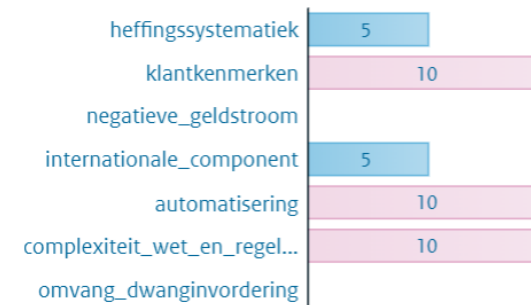 heffingssystematiek 5
klantkenmerken 10
negatieve_geldstroom
internationale_component 5
automatisering 10
complexiteit_wet_en_regel... 10
omvang_dwanginvordering